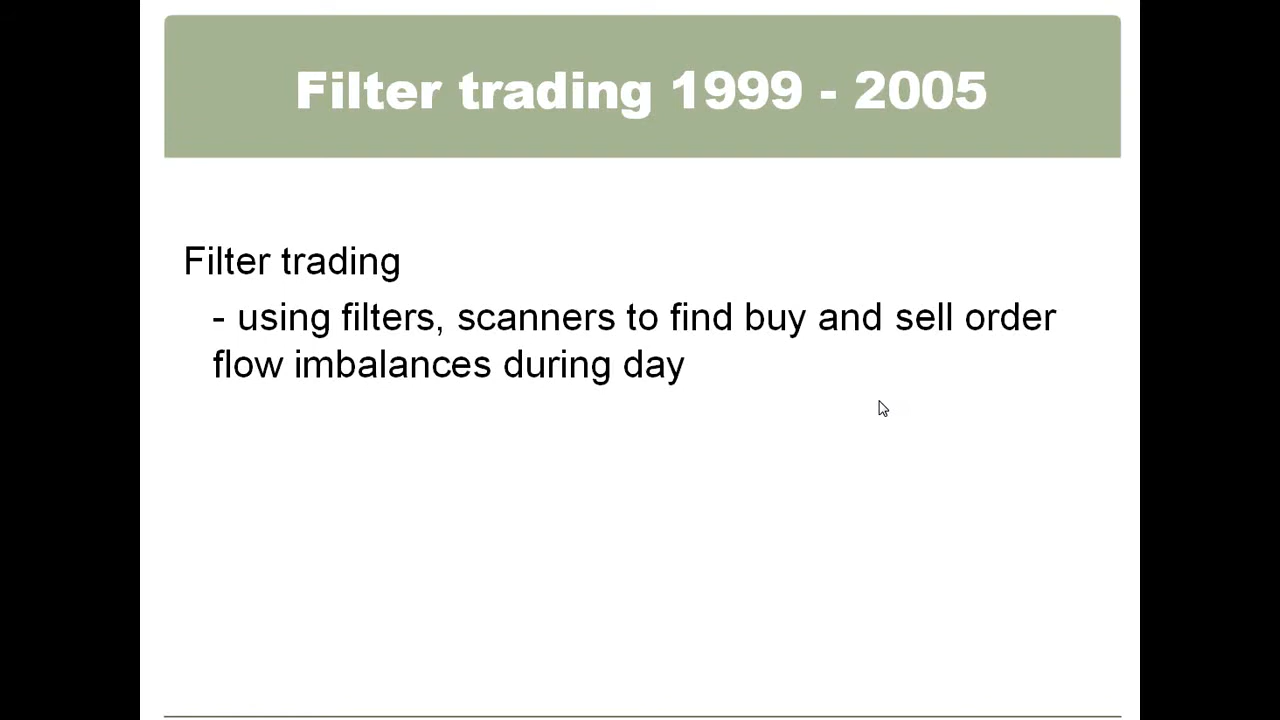 Filter trading 1999 - 2005
Filter trading
- using filters, scanners to find buy and sell order
flow imbalances during day